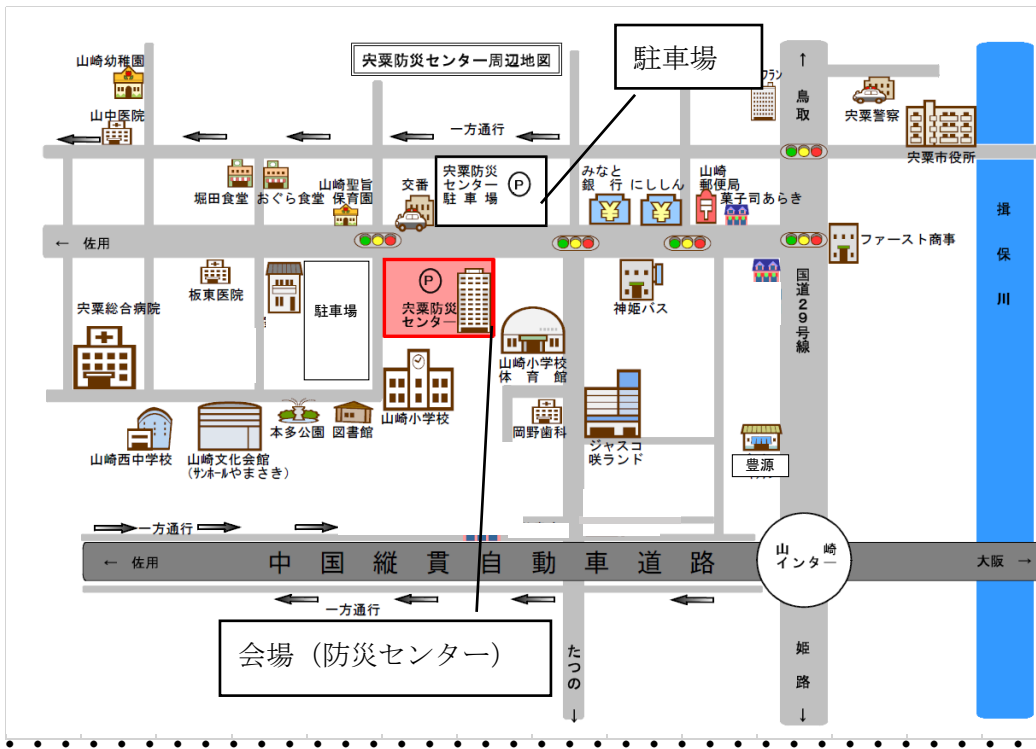 宍粟防災センター周辺地図
駐車場
山崎幼稚園
山中医院
一方通行
フラン
↑
鳥取
宍粟警察
宍粟市役所
堀田食堂
おぐら食堂
山崎聖旨
保育園
交番
宍粟防災
センター
駐車場
P
みなと
銀行
にししん
山崎
郵便局
菓子司あらき
ファースト商事
揖保川
← 佐用
宍粟総合病院
板東医院
駐車場
P
宍粟防災
センター
山崎小学校
体育館
神姫バス
国道29号線
山崎西中学校
山崎文化会館
(サンホールやまさき)
本多公園
図書館
山崎小学校
岡野歯科
ジャスコ
咲ランド
豊源
一方通行
← 佐用
中国縦貫自動車道路
山崎
インター
大阪 →
一方通行
会場（防災センター）
たつの
↓
姫路
↓